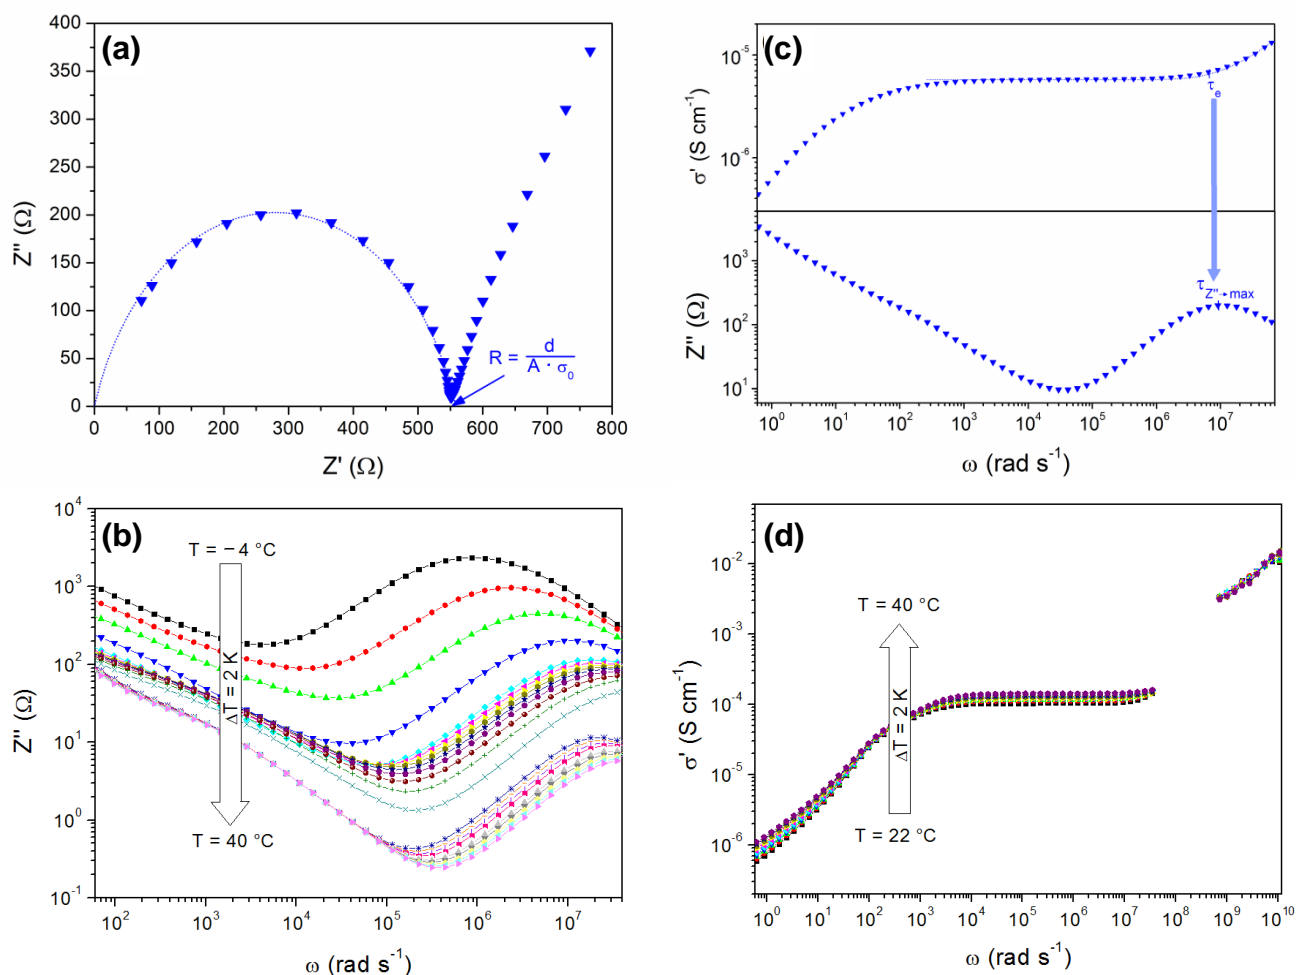 (a)
400
350
300
250
200
150
100
50
0
Z'' (Ω)
R = d / A · σ₀
0 100 200 300 400 500 600 700 800
Z' (Ω)
(c)
10⁻⁵
10⁻⁶
σ' (S cm⁻¹)
τₑ
10³
10²
10¹
Z'' (Ω)
τ Z''→max
10⁰ 10¹ 10² 10³ 10⁴ 10⁵ 10⁶ 10⁷
ω (rad s⁻¹)
(b)
10⁴
10³
10²
10¹
10⁰
10⁻¹
Z'' (Ω)
T = −4 °C
ΔT = 2 K
T = 40 °C
10² 10³ 10⁴ 10⁵ 10⁶ 10⁷
ω (rad s⁻¹)
(d)
10⁻²
10⁻³
10⁻⁴
10⁻⁵
10⁻⁶
σ' (S cm⁻¹)
T = 40 °C
ΔT = 2 K
T = 22 °C
10⁰ 10¹ 10² 10³ 10⁴ 10⁵ 10⁶ 10⁷ 10⁸ 10⁹ 10¹⁰
ω (rad s⁻¹)